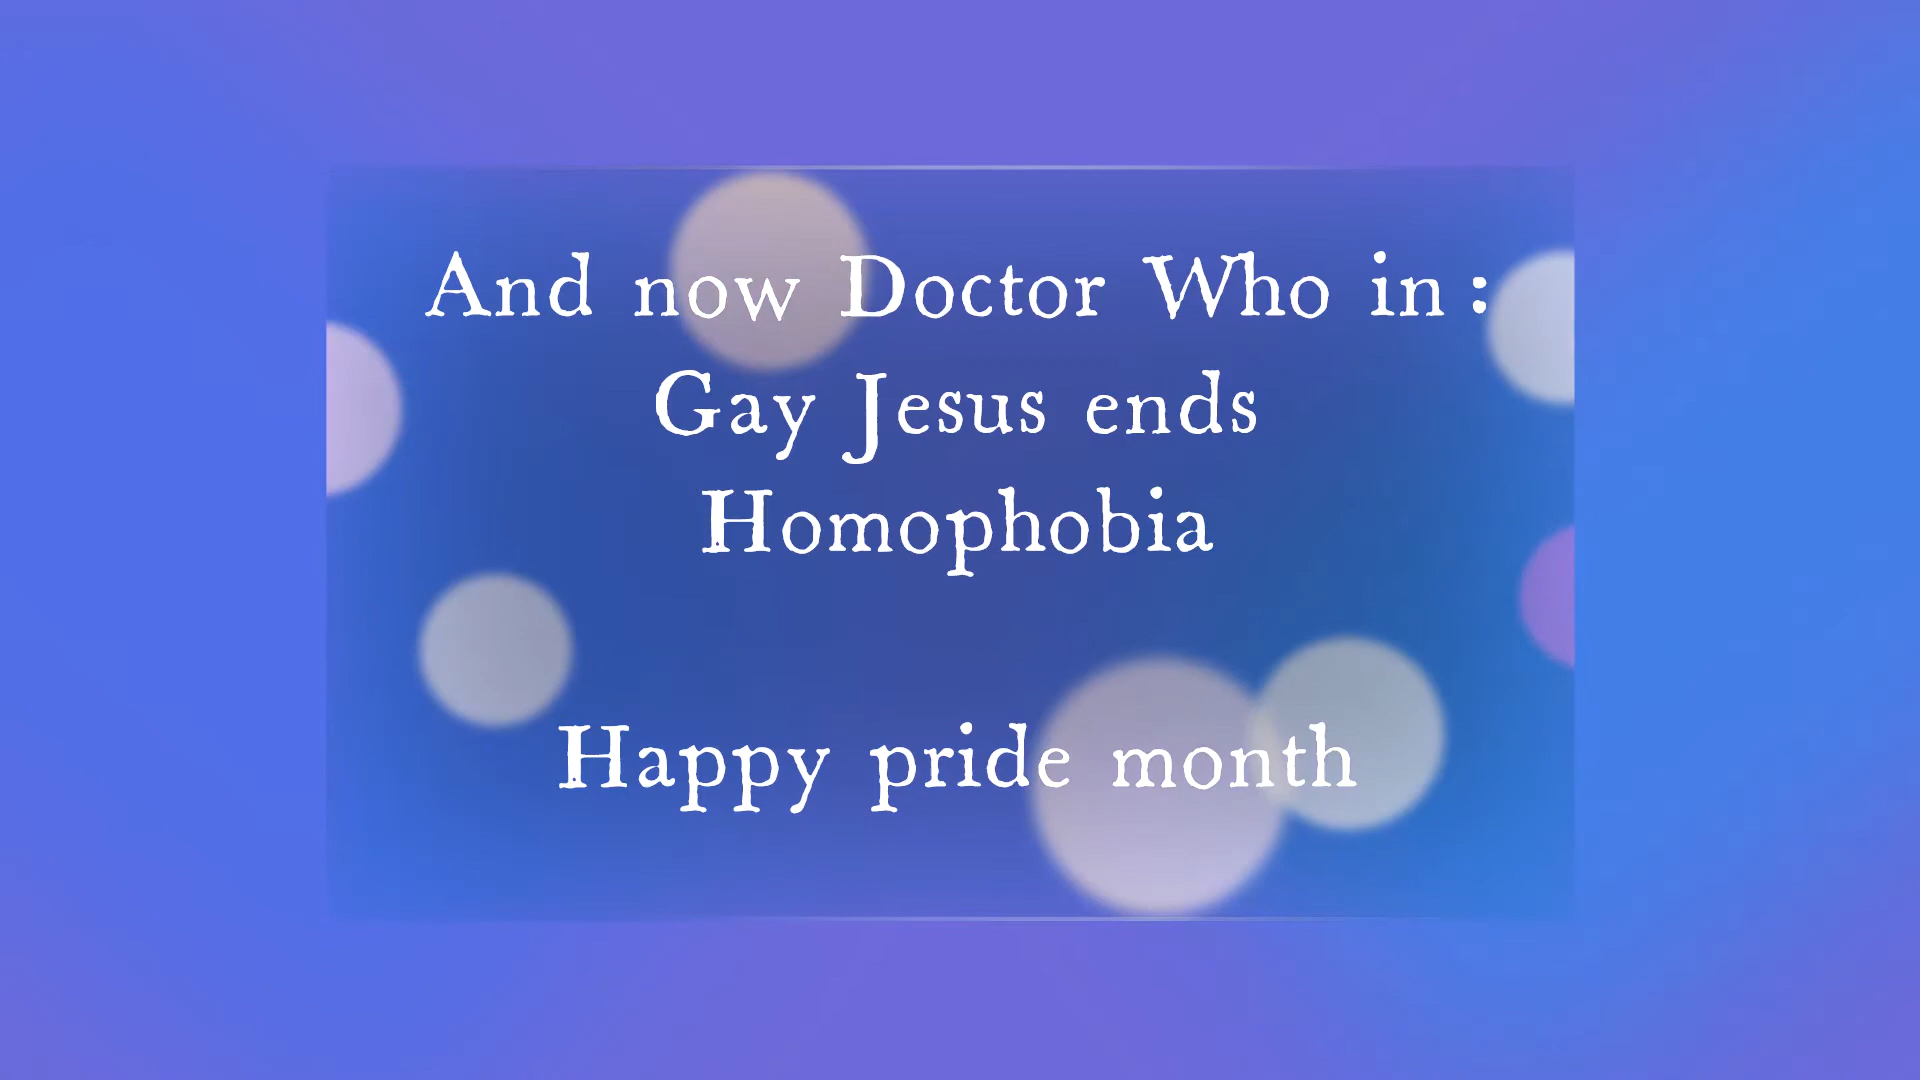 And now Doctor Who in :
Gay Jesus ends
Homophobia
Happy pride month